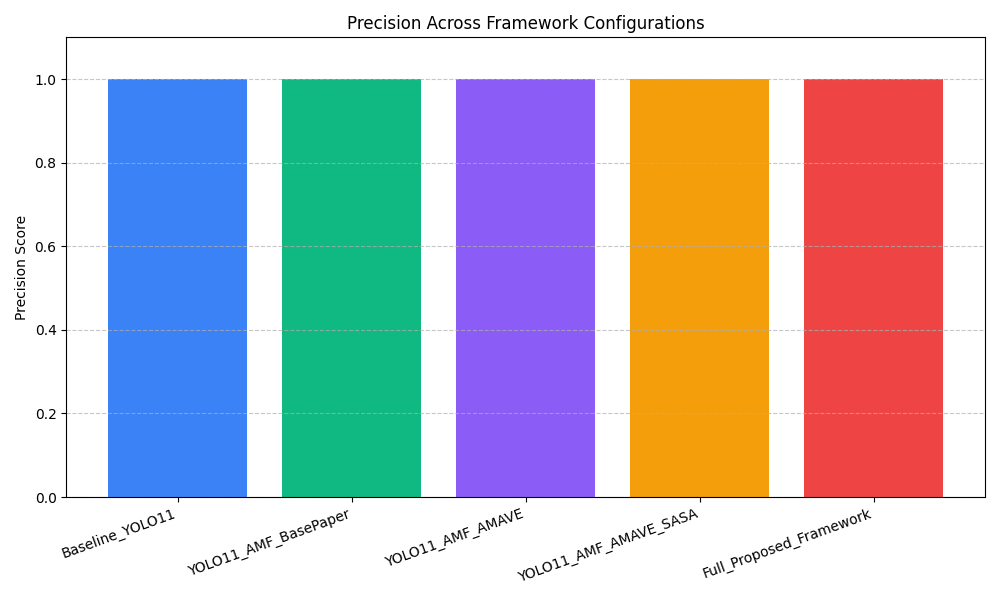 Precision Across Framework Configurations
Precision Score
1.0
0.8
0.6
0.4
0.2
0.0
Baseline_YOLO11
YOLO11_AMF_BasePaper
YOLO11_AMF_AMAVE
YOLO11_AMF_AMAVE_SASA
Full_Proposed_Framework